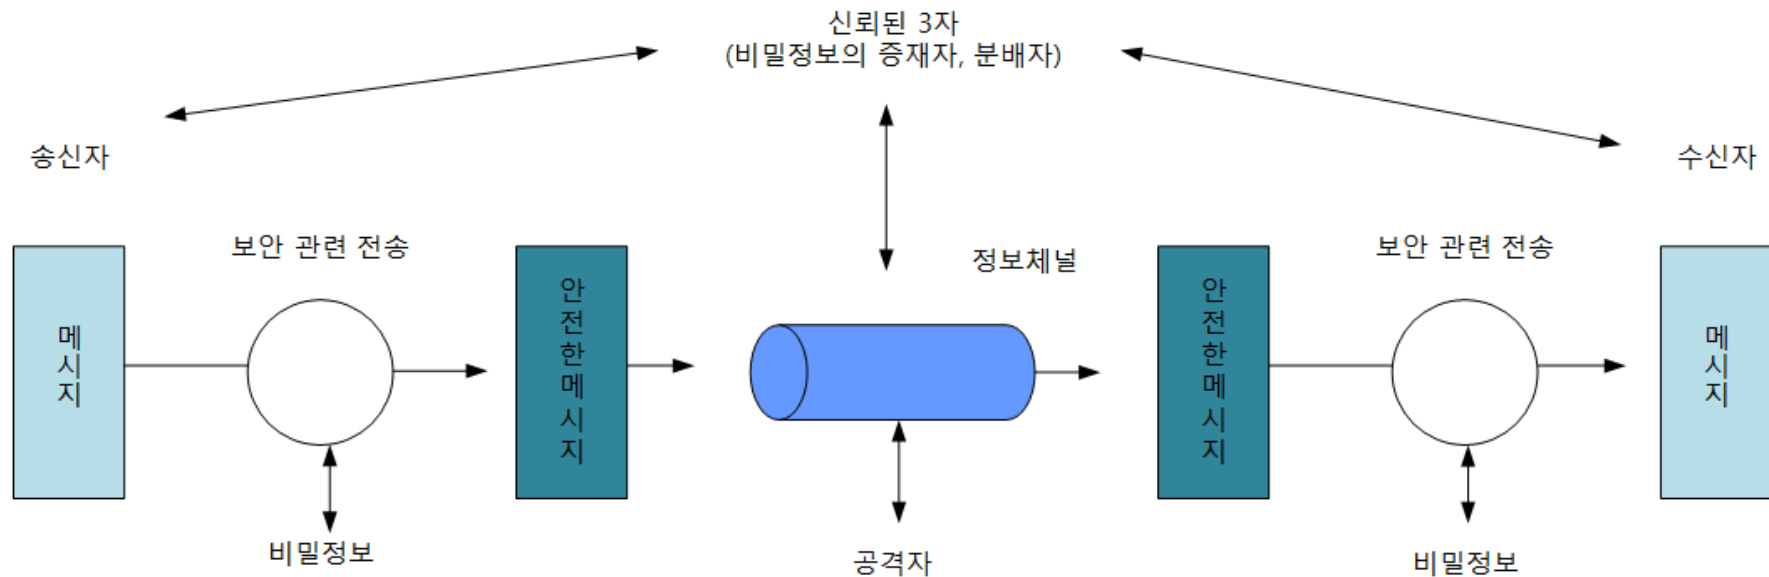 신뢰된 3자
(비밀정보의 증재자, 분배자)
송신자
수신자
보안 관련 전송
정보체널
보안 관련 전송
메시지
안전한메시지
안전한메시지
메시지
비밀정보
공격자
비밀정보